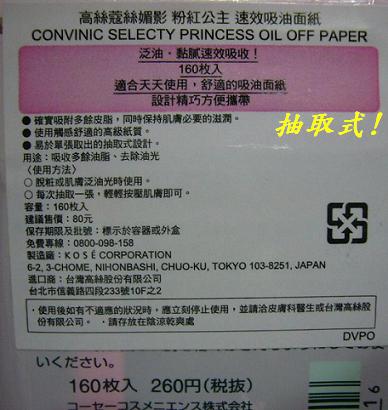 高絲蔻絲媚影 粉紅公主 速效吸油面紙
CONVINIC SELECTY PRINCESS OIL OFF PAPER
泛油·黏膩速效吸收！
160枚入
適合天天使用，舒適的吸油面紙
設計精巧方便攜帶
抽取式！
● 確實吸附多餘皮脂，同時保持肌膚必要的滋潤。
● 使用觸感舒適的高級紙質。
● 易於單張取出的抽取式設計。
用途：吸收多餘油脂、去除油光
〈使用方法〉
○ 脫粧或肌膚泛油光時使用。
○ 每次抽取一張，輕輕按壓肌膚即可。
容量：160枚入
建議售價：80元
保存期限及批號：標示於容器或外盒
免費專線：0800-098-158
製造廠：KOSÉ CORPORATION
6-2, 3-CHOME, NIHONBASHI, CHUO-KU, TOKYO 103-8251, JAPAN
進口商：台灣高絲股份有限公司
台北市信義路四段233號10F之2
·使用後如有不適應的狀況時，應立刻停止使用，並請洽皮膚科醫生或台灣高絲股
份有限公司。·請存放在陰涼乾爽處
DVPO
いください。
160枚入 260円(税抜)
コーセーコスメニエンス株式会社
16